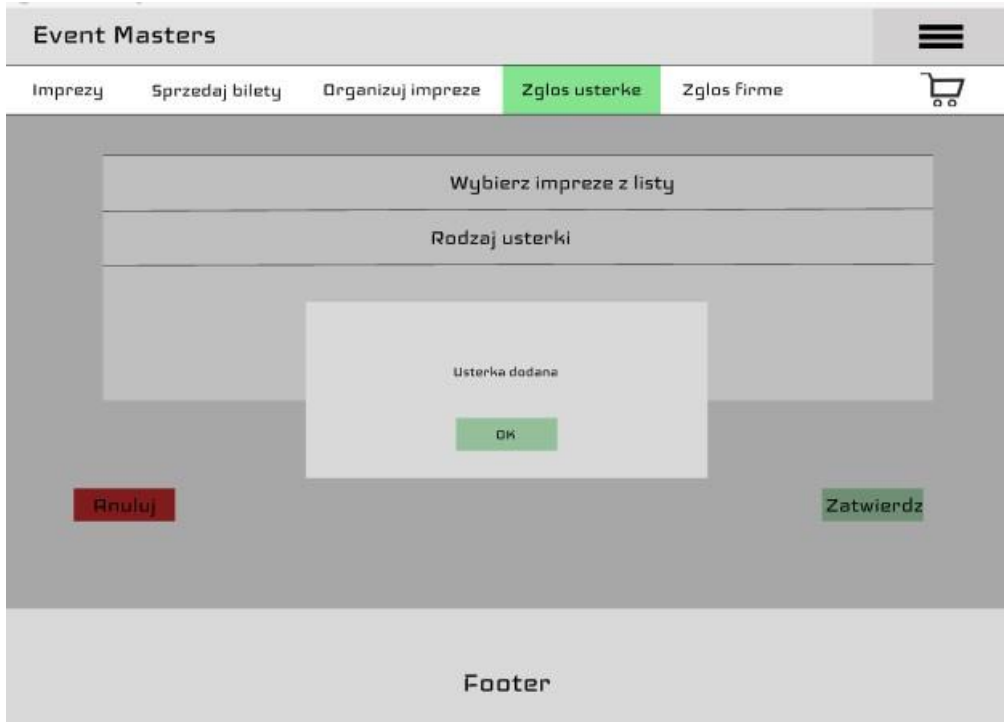 Event Masters
Imprezy Sprzedaj bilety Organizuj impreze Zglos usterke Zglos firme
Wybierz impreze z listy
Rodzaj usterki
Usterka dodana
OK
Anuluj Zatwierdz
Footer